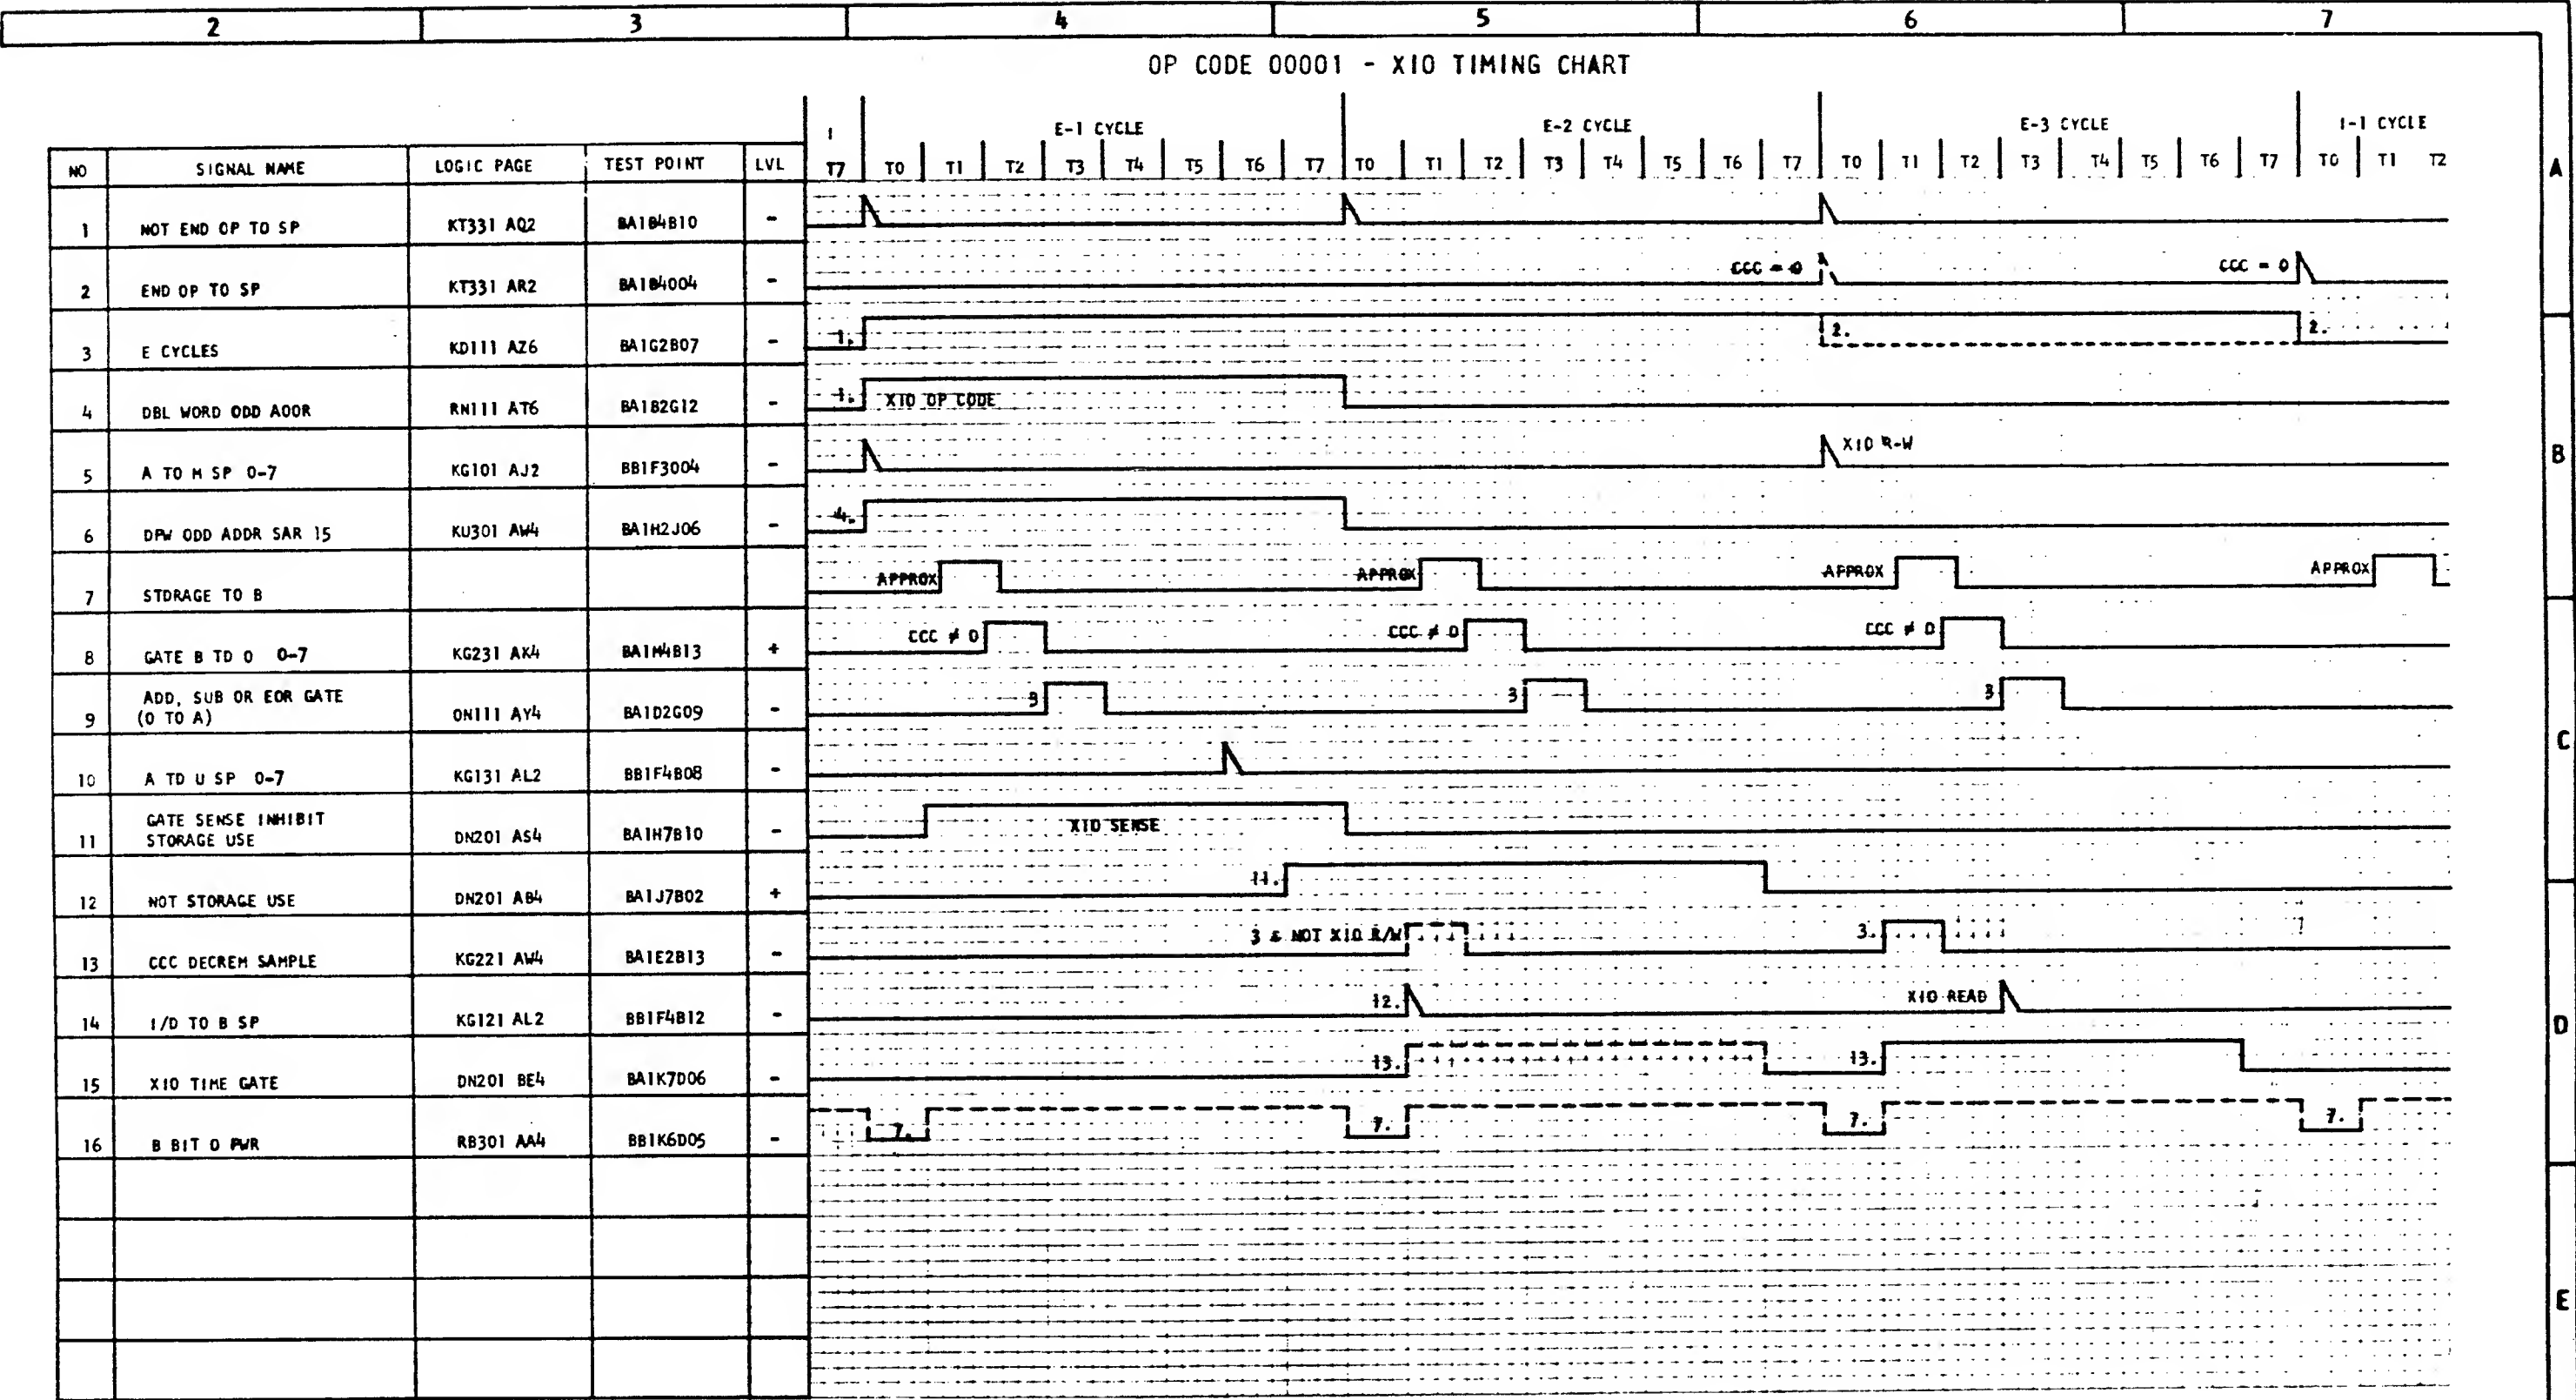 2 3 4 5 6 7
OP CODE 00001 - XIO TIMING CHART
I E-1 CYCLE E-2 CYCLE E-3 CYCLE I-1 CYCLE
NO SIGNAL NAME LOGIC PAGE TEST POINT LVL T7 T0 T1 T2 T3 T4 T5 T6 T7 T0 T1 T2 T3 T4 T5 T6 T7 T0 T1 T2 T3 T4 T5 T6 T7 T0 T1 T2
A
1 NOT END OP TO SP KT331 AQ2 BA1B4B10 -
2 END OP TO SP KT331 AR2 BA1B4004 - CCC = 0 CCC = 0
3 E CYCLES KD111 AZ6 BA1G2B07 - 1. 2. 2.
4 DBL WORD ODD AOOR RN111 AT6 BA1B2G12 - 1. XIO OP CODE
5 A TO M SP 0-7 KG101 AJ2 BB1F3004 - XIO R-W
B
6 DPW ODD ADDR SAR 15 KU301 AW4 BA1H2J06 - 4.
7 STORAGE TO B APPROX APPROX APPROX APPROX
8 GATE B TO O 0-7 KG231 AK4 BA1M4B13 + CCC ≠ 0 CCC ≠ 0 CCC ≠ 0
9 ADD, SUB OR EOR GATE
(O TO A) ON111 AY4 BA1D2G09 - 3 3 3
C
10 A TO U SP 0-7 KG131 AL2 BB1F4B08 -
11 GATE SENSE INHIBIT
STORAGE USE DN201 AS4 BA1H7B10 - XIO SENSE
12 NOT STORAGE USE DN201 AB4 BA1J7B02 + 11.
13 CCC DECREM SAMPLE KG221 AW4 BA1E2B13 - 3 & NOT XIO R/W 3.
14 I/D TO B SP KG121 AL2 BB1F4B12 - 12. XIO READ
D
15 XIO TIME GATE DN201 BE4 BA1K7D06 - 13. 13.
16 B BIT 0 PWR RB301 AA4 BB1K6D05 - 7. 7. 7. 7.
E